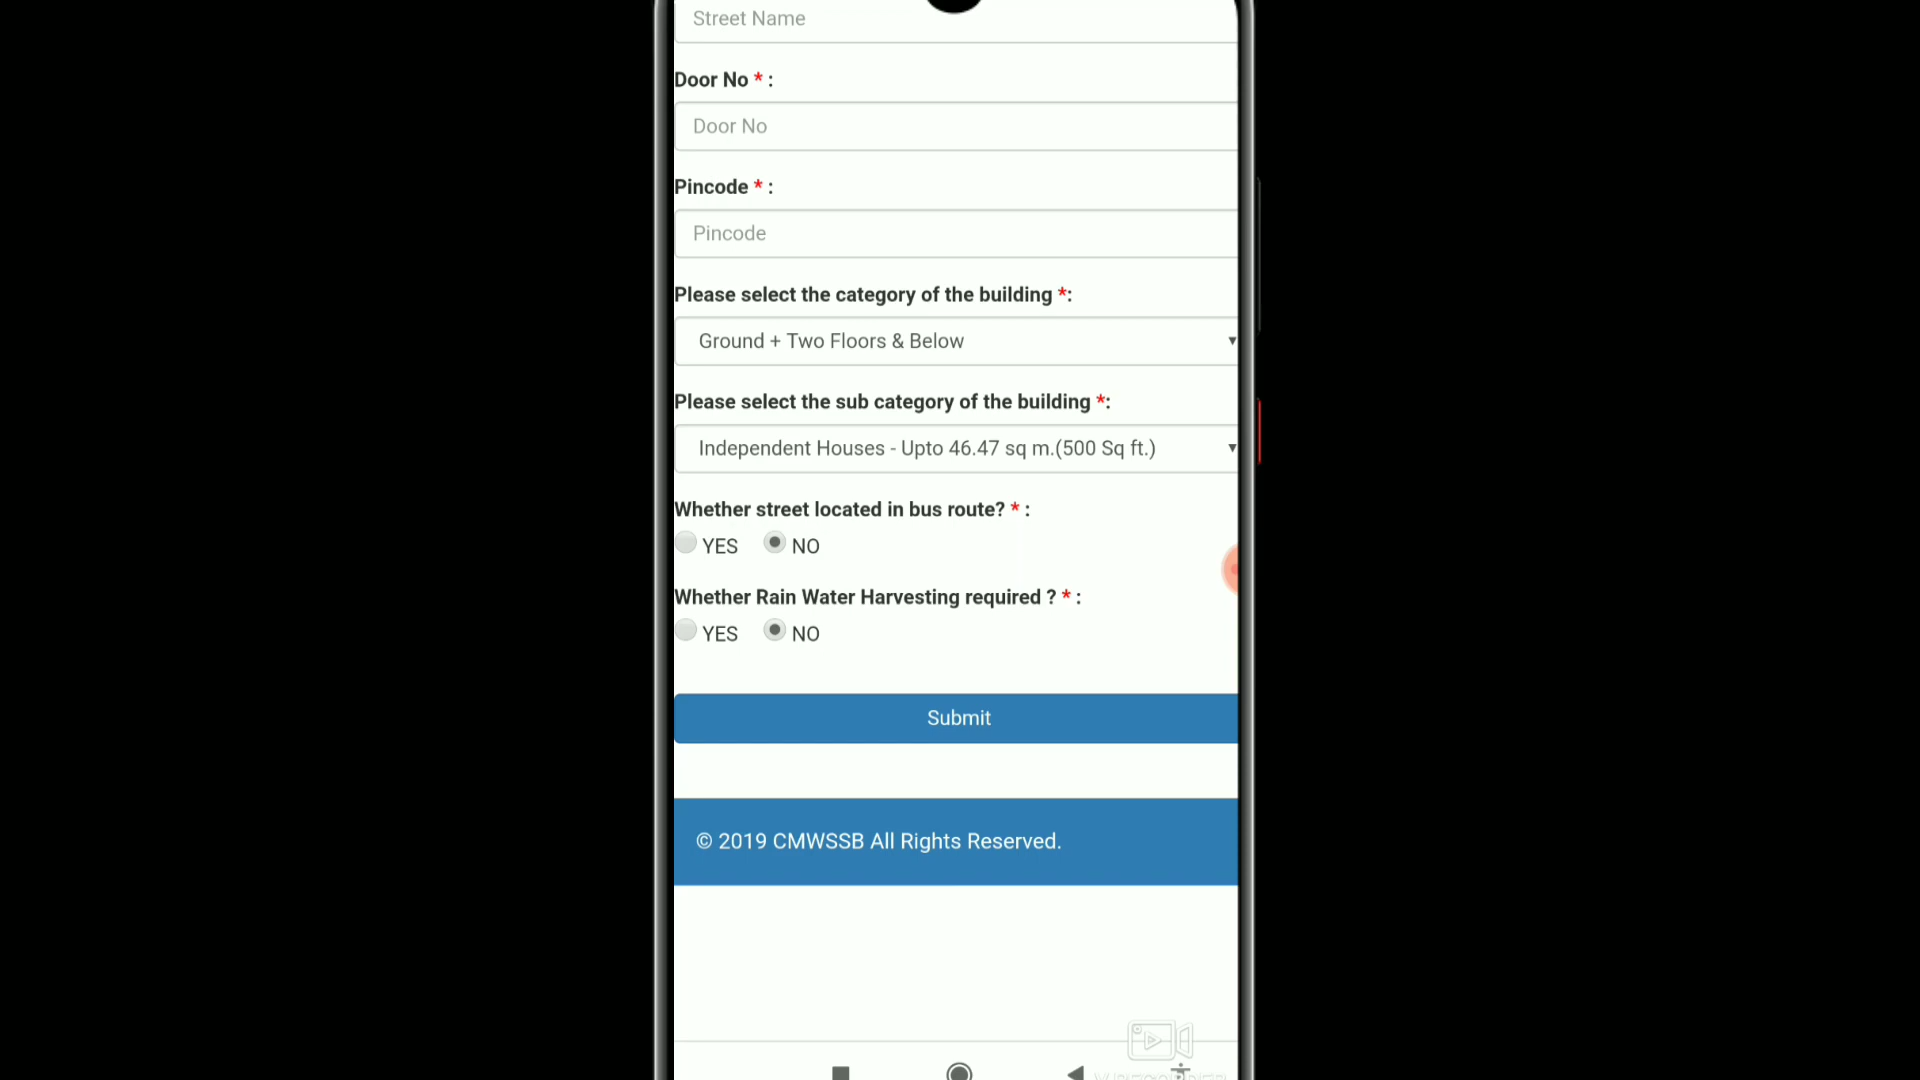 Street Name
Door No * :
Door No
Pincode * :
Pincode
Please select the category of the building *:
Ground + Two Floors & Below
Please select the sub category of the building *:
Independent Houses - Upto 46.47 sq m.(500 Sq ft.)
Whether street located in bus route? * :
YES NO
Whether Rain Water Harvesting required ? * :
YES NO
Submit
© 2019 CMWSSB All Rights Reserved.